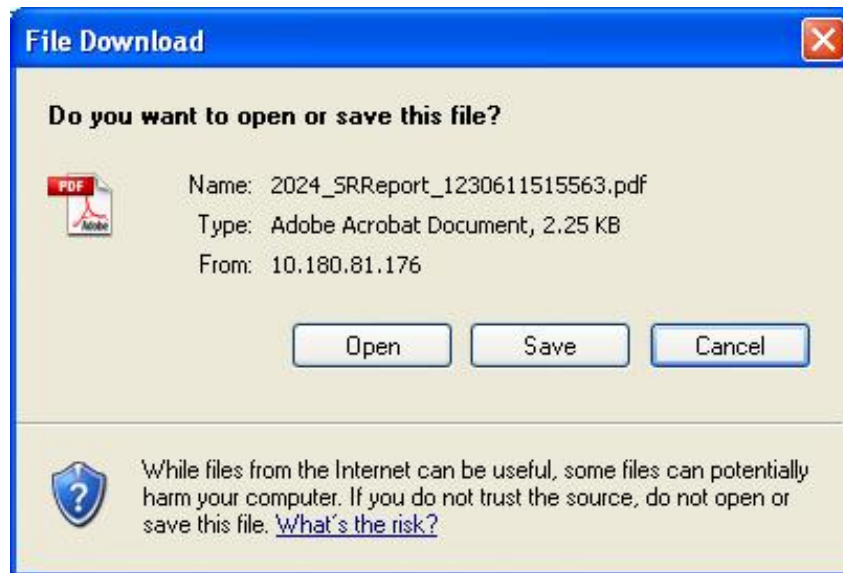 File Download
Do you want to open or save this file?
PDF
Adobe
Name: 2024_SRReport_1230611515563.pdf
Type: Adobe Acrobat Document, 2.25 KB
From: 10.180.81.176
Open Save Cancel
While files from the Internet can be useful, some files can potentially
harm your computer. If you do not trust the source, do not open or
save this file. What's the risk?